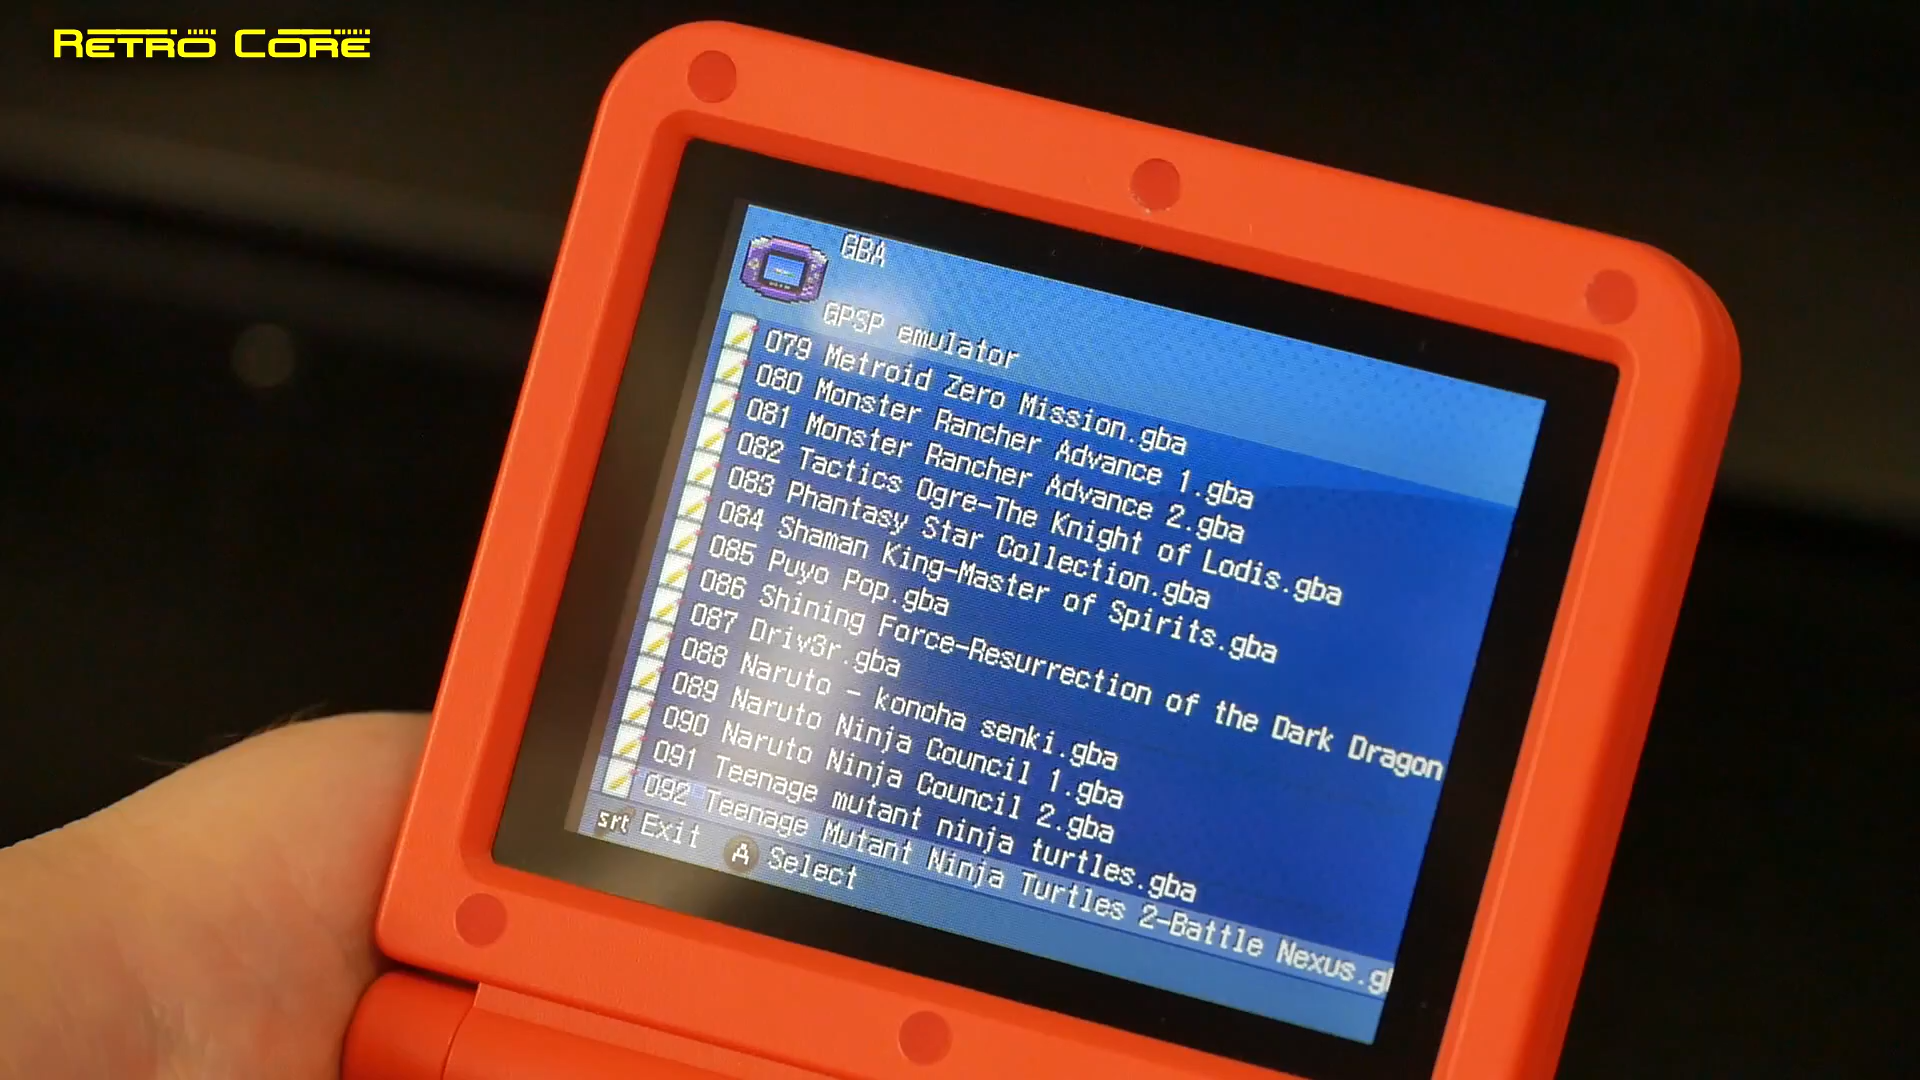 Retro Core
GBA
GPSP emulator
079 Metroid Zero Mission.gba
080 Monster Rancher Advance 1.gba
081 Monster Rancher Advance 2.gba
082 Tactics Ogre-The Knight of Lodis.gba
083 Phantasy Star Collection.gba
084 Shaman King-Master of Spirits.gba
085 Puyo Pop.gba
086 Shining Force-Resurrection of the Dark Dragon
087 Driv3r.gba
088 Naruto - konoha senki.gba
089 Naruto Ninja Council 1.gba
090 Naruto Ninja Council 2.gba
091 Teenage mutant ninja turtles.gba
092 Teenage Mutant Ninja Turtles 2-Battle Nexus.gb
srt Exit A Select